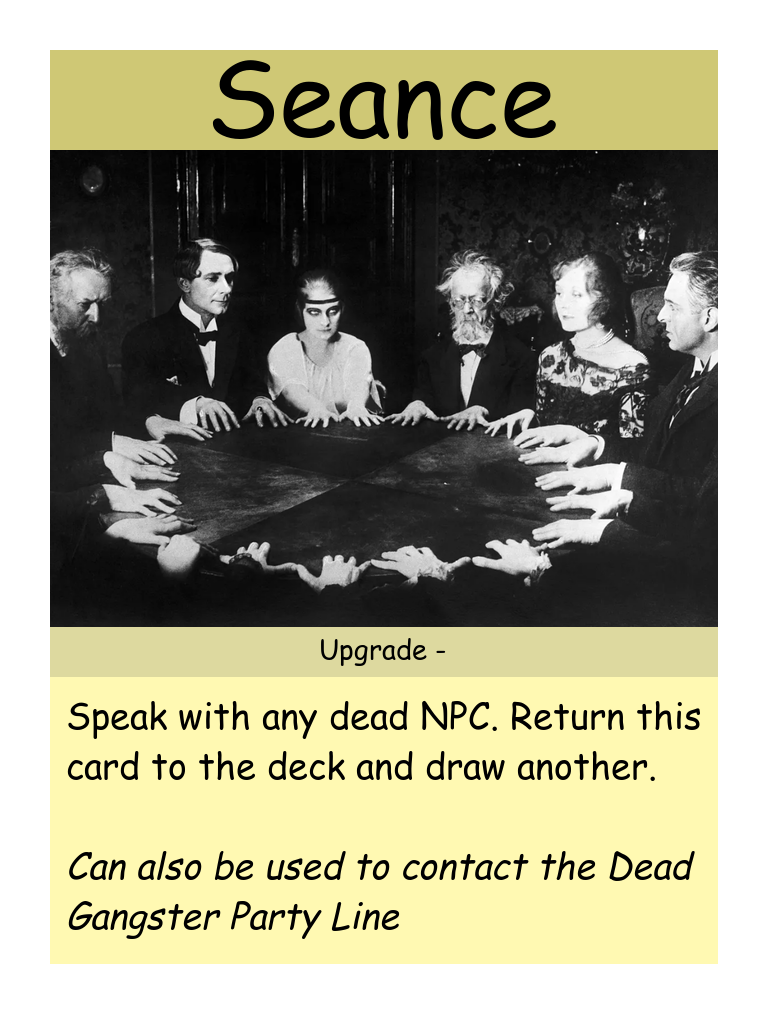 Seance
Upgrade -
Speak with any dead NPC. Return this
card to the deck and draw another.
Can also be used to contact the Dead
Gangster Party Line